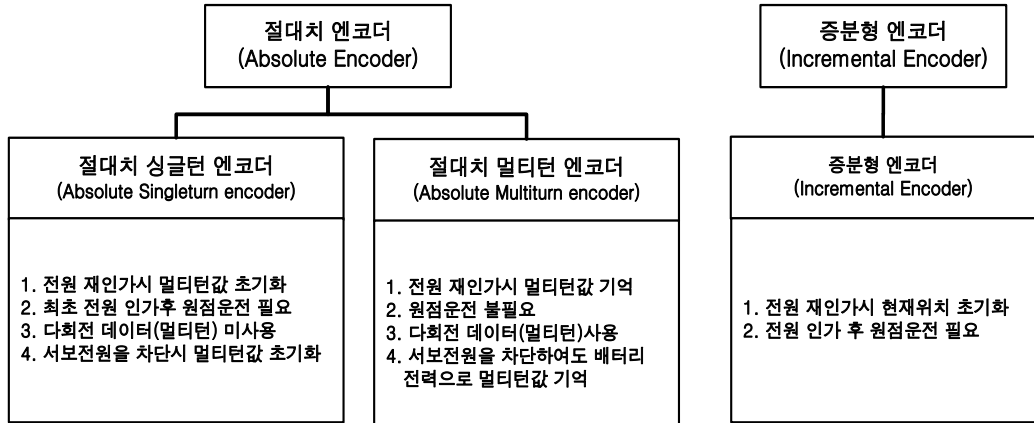 절대치 엔코더
(Absolute Encoder)
증분형 엔코더
(Incremental Encoder)
절대치 싱글턴 엔코더
(Absolute Singleturn encoder)
1. 전원 재인가시 멀티턴값 초기화
2. 최초 전원 인가후 원점운전 필요
3. 다회전 데이터(멀티턴) 미사용
4. 서보전원을 차단시 멀티턴값 초기화
절대치 멀티턴 엔코더
(Absolute Multiturn encoder)
1. 전원 재인가시 멀티턴값 기억
2. 원점운전 불필요
3. 다회전 데이터(멀티턴)사용
4. 서보전원을 차단하여도 배터리
전력으로 멀티턴값 기억
증분형 엔코더
(Incremental Encoder)
1. 전원 재인가시 현재위치 초기화
2. 전원 인가 후 원점운전 필요